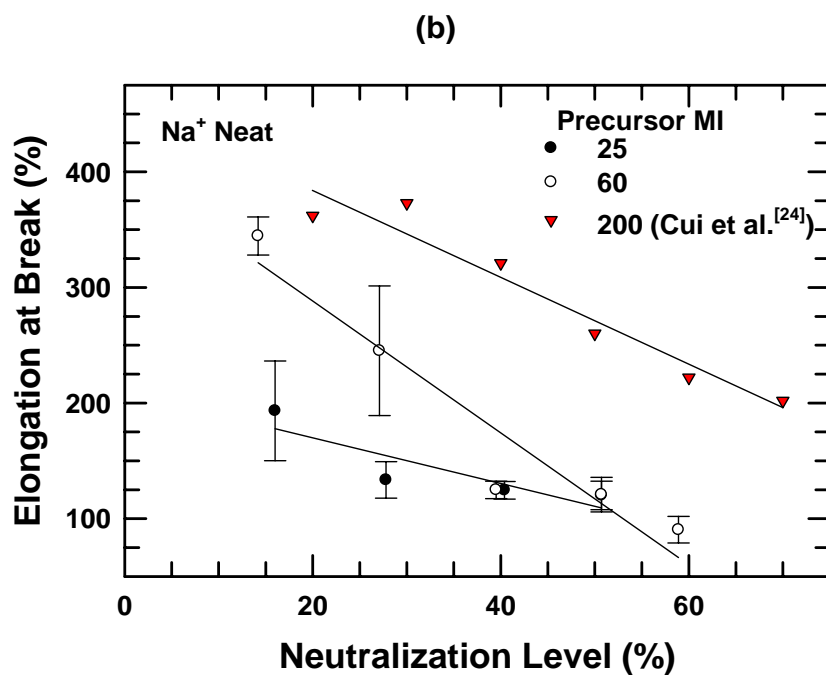 (b)
Elongation at Break (%)
400
300
200
100
Na⁺ Neat
Precursor MI
25
60
200 (Cui et al.[24])
0
20
40
60
Neutralization Level (%)